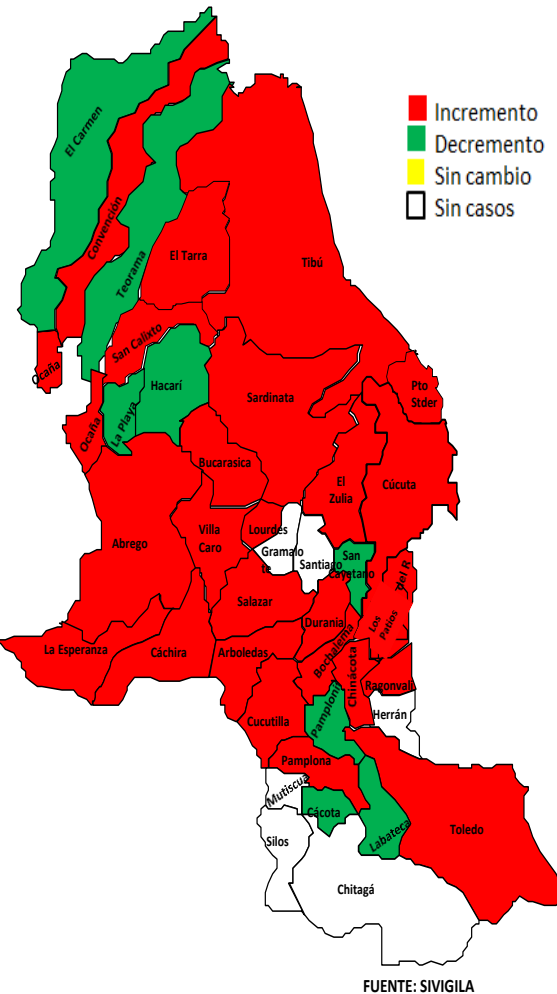 Incremento
Decremento
Sin cambio
Sin casos
El Carmen
Convención
Teorama
El Tarra
Tibú
San Calixto
Ocaña
Hacarí
La Playa
Ocaña
Sardinata
Pto
Stder
Bucarasica
El
Zulia
Cúcuta
Abrego
Villa
Caro
Lourdes
Gramalo
te
Santiago
San
Cayetano
del R
Los
Patios
Salazar
Durania
Bochalema
La Esperanza
Cáchira
Arboledas
Chinácota
Ragonvali
Herrán
Cucutilla
Pamplonit
Pamplona
Mutiscua
Cácota
Labateca
Toledo
Silos
Chitagá
FUENTE: SIVIGILA